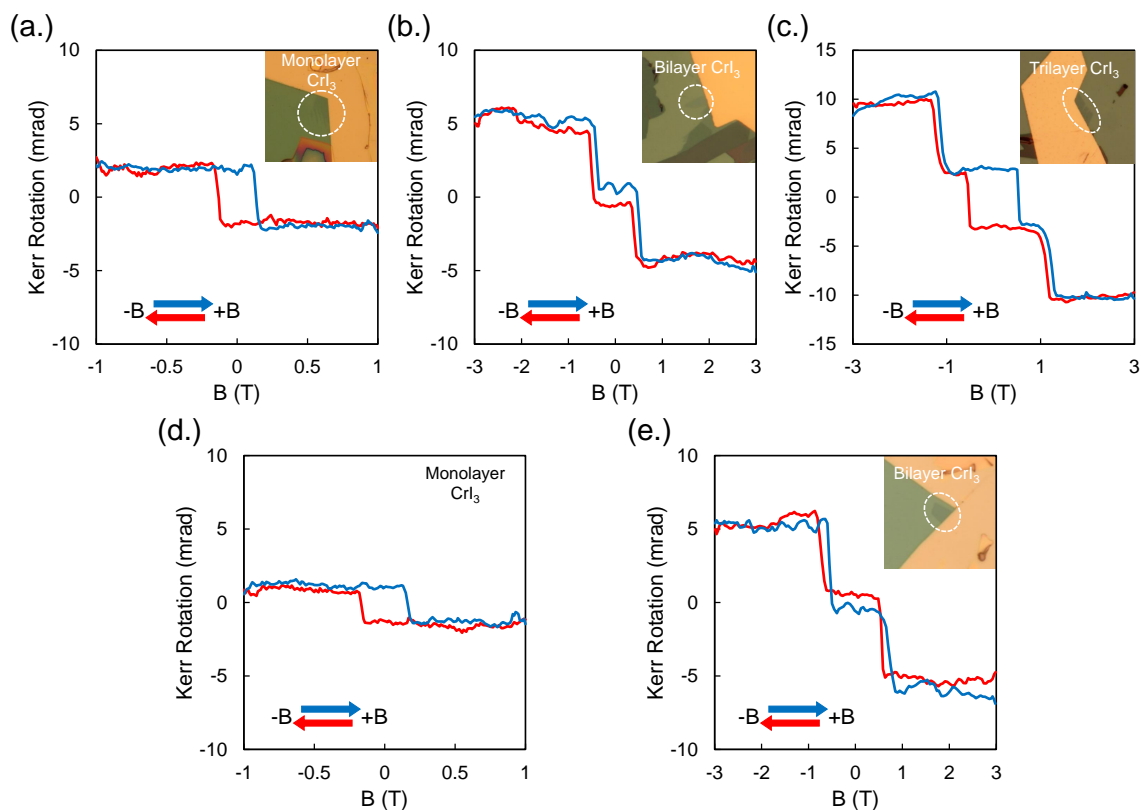 (a.)
Kerr Rotation (mrad)
10
5
0
-5
-10
Monolayer
CrI3
-B
+B
-1
-0.5
0
0.5
1
B (T)
(b.)
Kerr Rotation (mrad)
10
5
0
-5
-10
Bilayer CrI3
-B
+B
-3
-2
-1
0
1
2
3
B (T)
(c.)
Kerr Rotation (mrad)
15
10
5
0
-5
-10
-15
Trilayer CrI3
-B
+B
-3
-1
1
3
B (T)
(d.)
Kerr Rotation (mrad)
10
5
0
-5
-10
Monolayer
CrI3
-B
+B
-1
-0.5
0
0.5
1
B (T)
(e.)
Kerr Rotation (mrad)
10
5
0
-5
-10
Bilayer CrI3
-B
+B
-3
-2
-1
0
1
2
3
B (T)